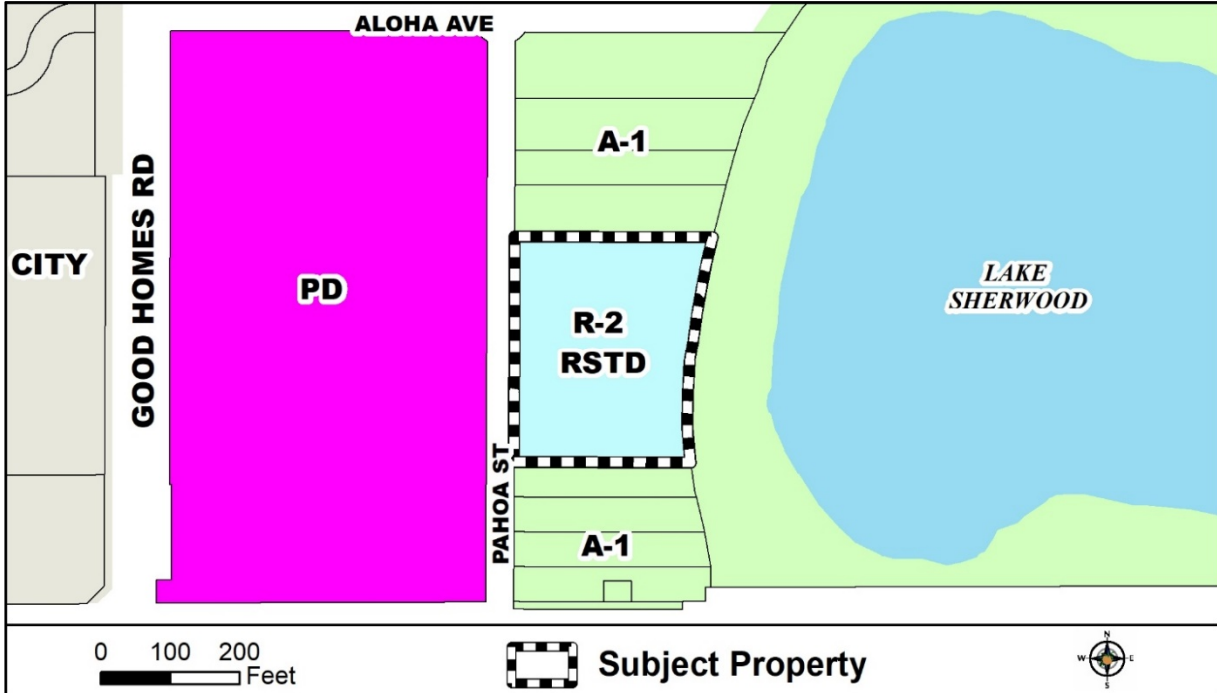 ALOHA AVE
A-1
CITY
GOOD HOMES RD
PD
R-2
RSTD
LAKE
SHERWOOD
PAHOA ST
A-1
0 100 200
Feet
Subject Property
N
W E
S